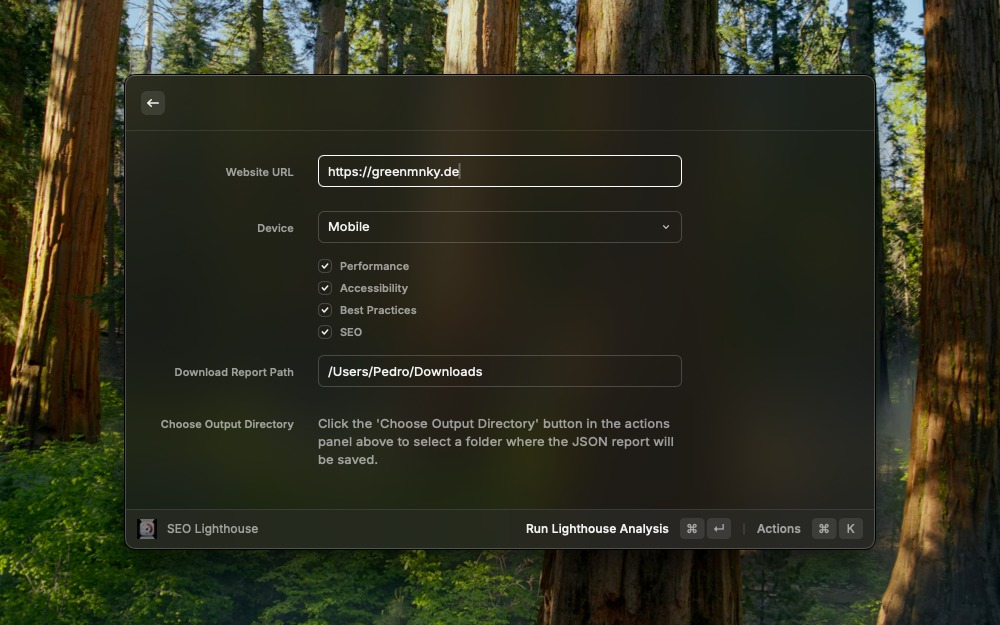 Website URL
https://greenmnky.de
Device
Mobile
Performance
Accessibility
Best Practices
SEO
Download Report Path
/Users/Pedro/Downloads
Choose Output Directory
Click the 'Choose Output Directory' button in the actions
panel above to select a folder where the JSON report will
be saved.
SEO Lighthouse
Run Lighthouse Analysis ⌘ ↵ | Actions ⌘ K